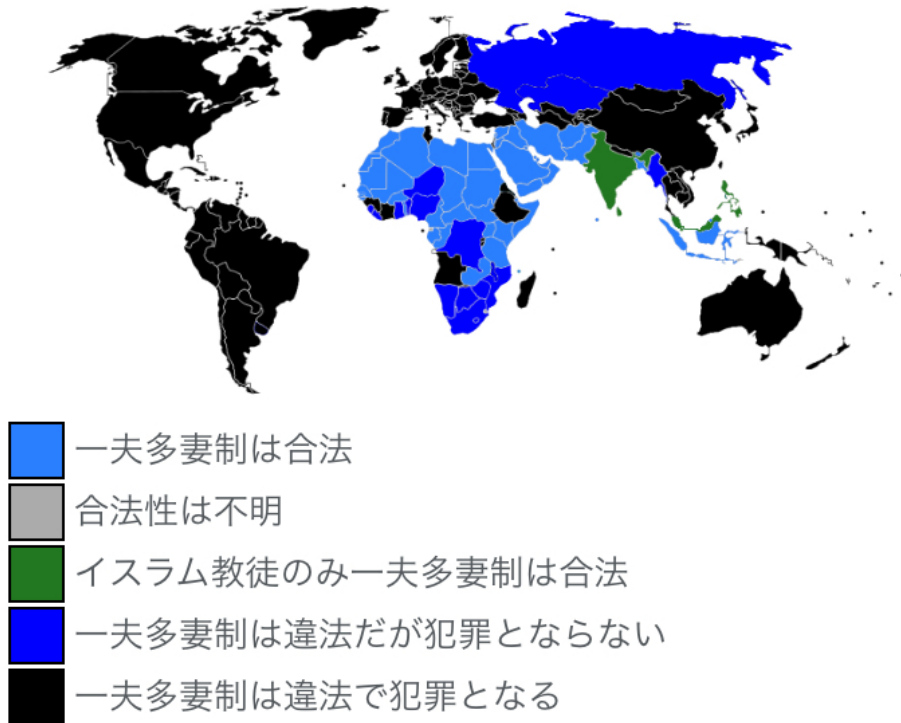 一夫多妻制は合法
合法性は不明
イスラム教徒のみ一夫多妻制は合法
一夫多妻制は違法だが犯罪とならない
一夫多妻制は違法で犯罪となる